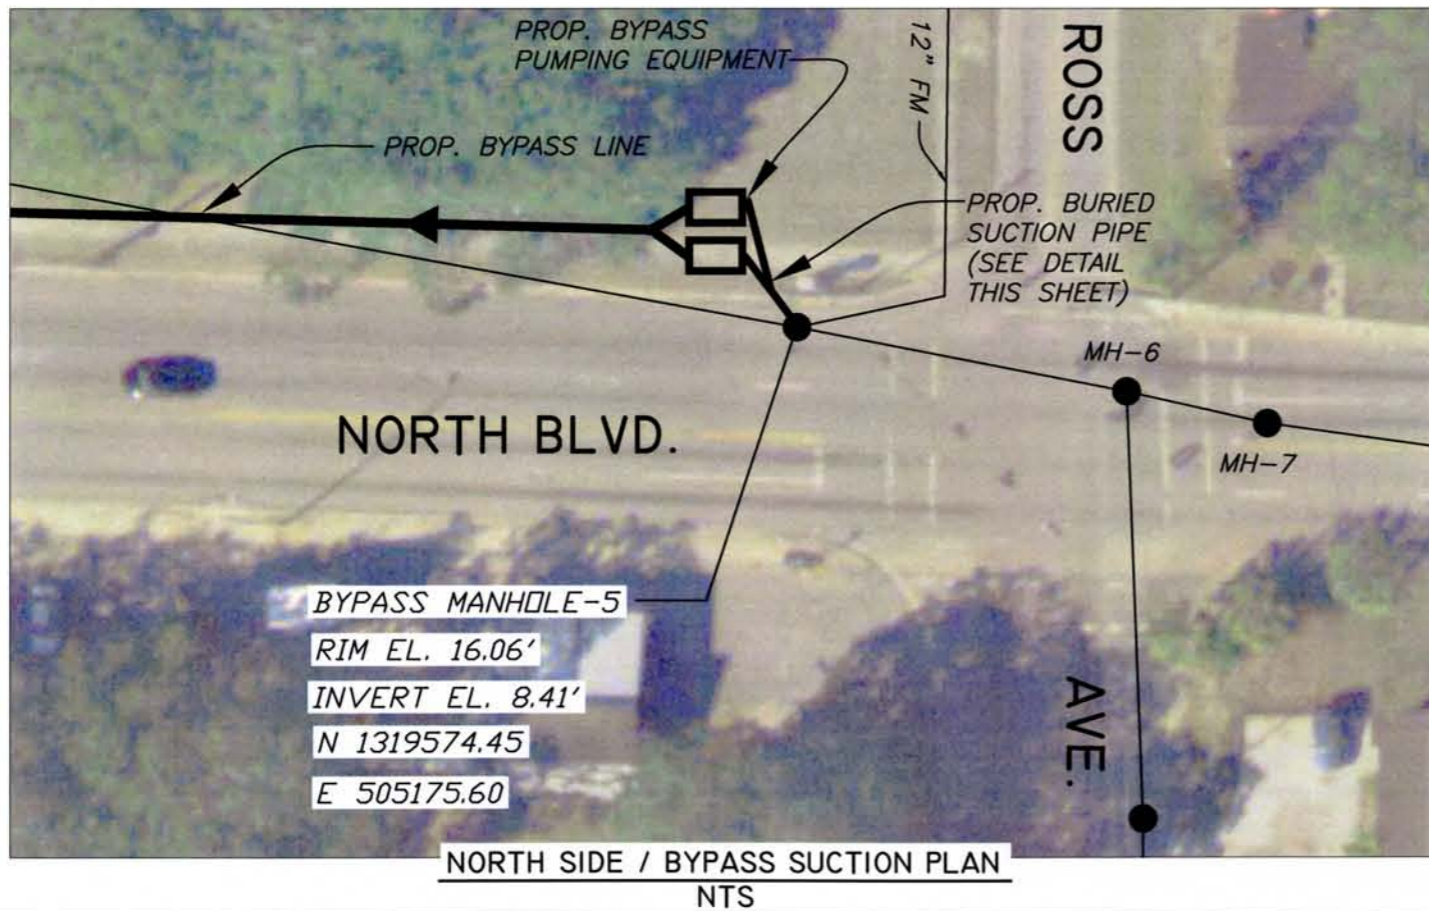 PROP. BYPASS
PUMPING EQUIPMENT
12" FM
ROSS
PROP. BYPASS LINE
PROP. BURIED
SUCTION PIPE
(SEE DETAIL
THIS SHEET)
MH-6
NORTH BLVD.
MH-7
BYPASS MANHOLE-5
RIM EL. 16.06'
INVERT EL. 8.41'
N 1319574.45
E 505175.60
AVE.
NORTH SIDE / BYPASS SUCTION PLAN
NTS